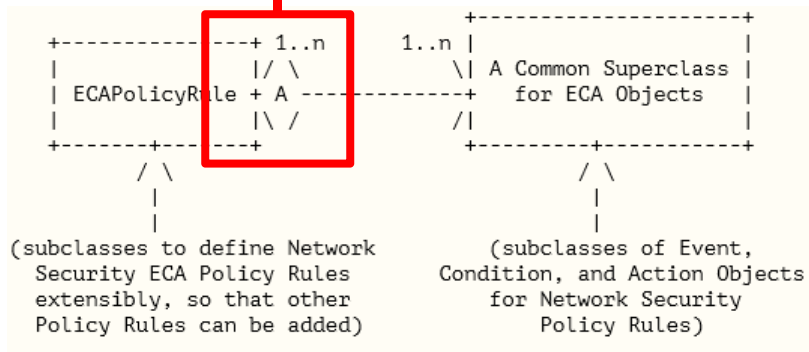 +-----------------------+
   +----------------+ 1..n      1..n |                       |
   |                |/ \            \| A Common Superclass |
   | ECAPolicyRule + A -------------+   for ECA Objects   |
   |                |\ /            /|                       |
   +-------+--------+                 +---------+-----------+
          / \                                  / \
           |                                    |
           |                                    |
(subclasses to define Network         (subclasses of Event,
  Security ECA Policy Rules     Condition, and Action Objects
  extensibly, so that other         for Network Security
  Policy Rules can be added)            Policy Rules)